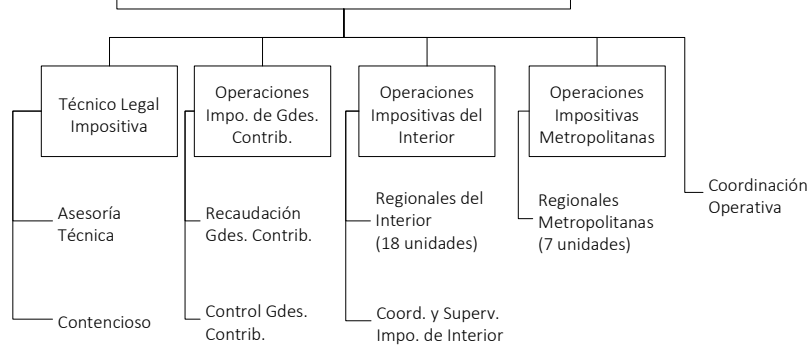 Técnico Legal
Impositiva
Operaciones
Impo. de Gdes.
Contrib.
Operaciones
Impositivas del
Interior
Operaciones
Impositivas
Metropolitanas
Coordinación
Operativa
Asesoría
Técnica
Recaudación
Gdes. Contrib.
Regionales del
Interior
(18 unidades)
Regionales
Metropolitanas
(7 unidades)
Contencioso
Control Gdes.
Contrib.
Coord. y Superv.
Impo. de Interior